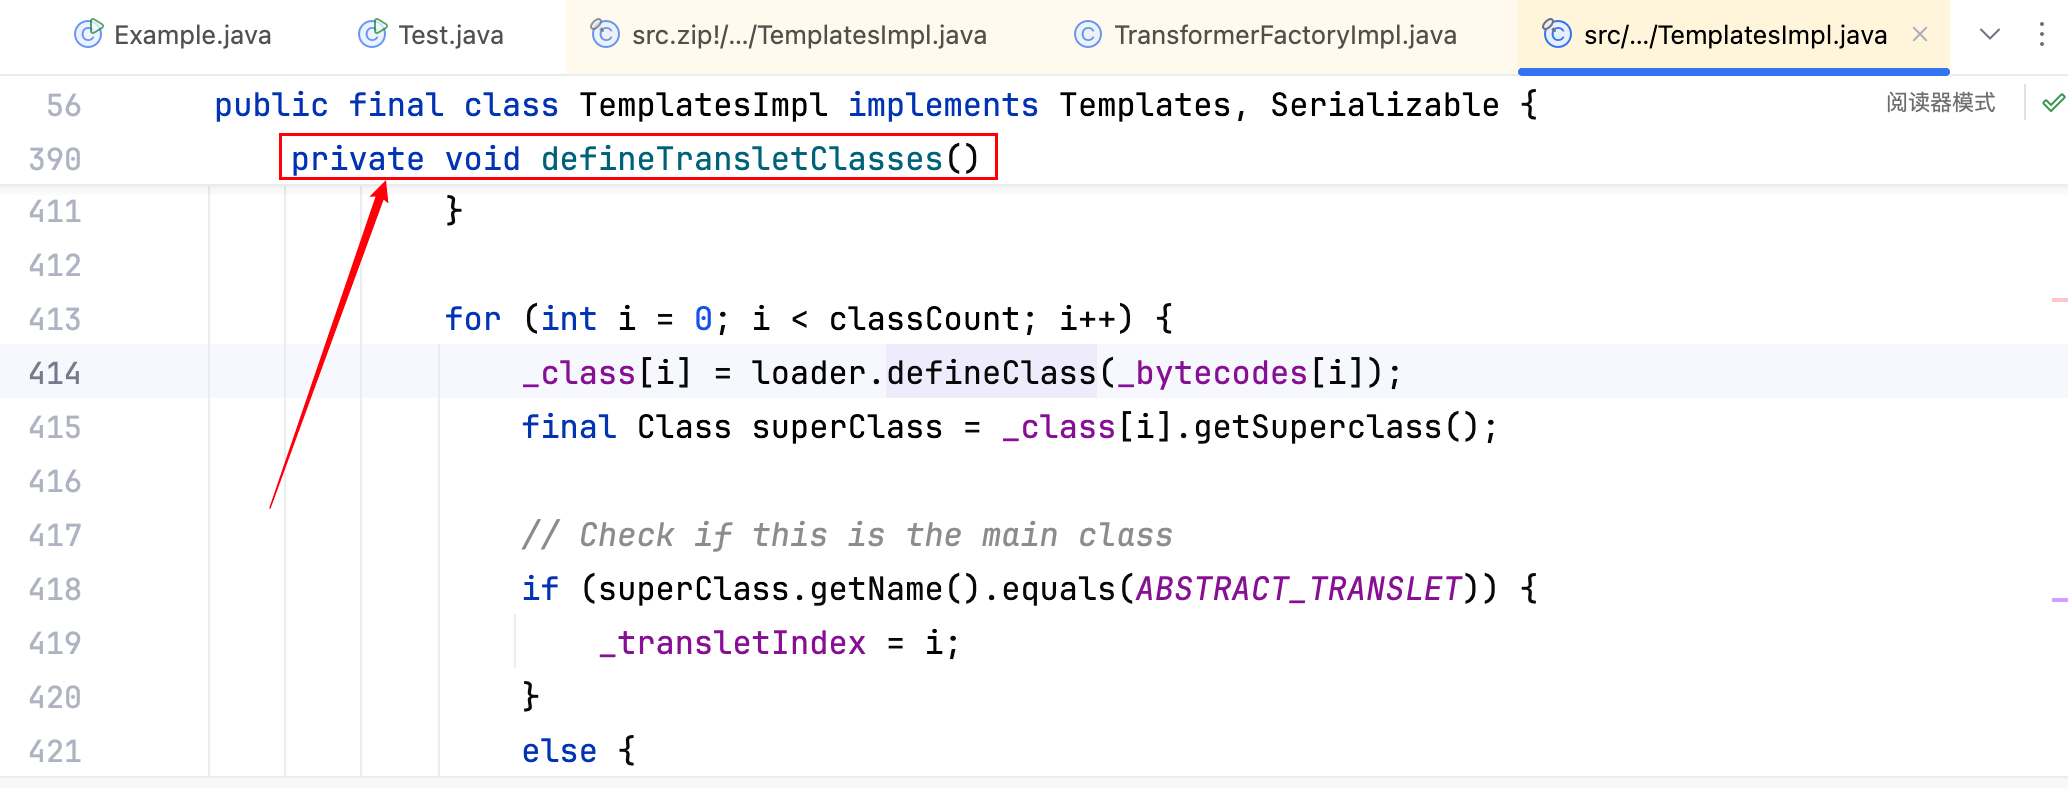 Example.java Test.java src.zip!/.../TemplatesImpl.java TransformerFactoryImpl.java src/.../TemplatesImpl.java
56 public final class TemplatesImpl implements Templates, Serializable { 阅读器模式
390 private void defineTransletClasses()
411 }
412
413 for (int i = 0; i < classCount; i++) {
414 _class[i] = loader.defineClass(_bytecodes[i]);
415 final Class superClass = _class[i].getSuperclass();
416
417 // Check if this is the main class
418 if (superClass.getName().equals(ABSTRACT_TRANSLET)) {
419 _transletIndex = i;
420 }
421 else {